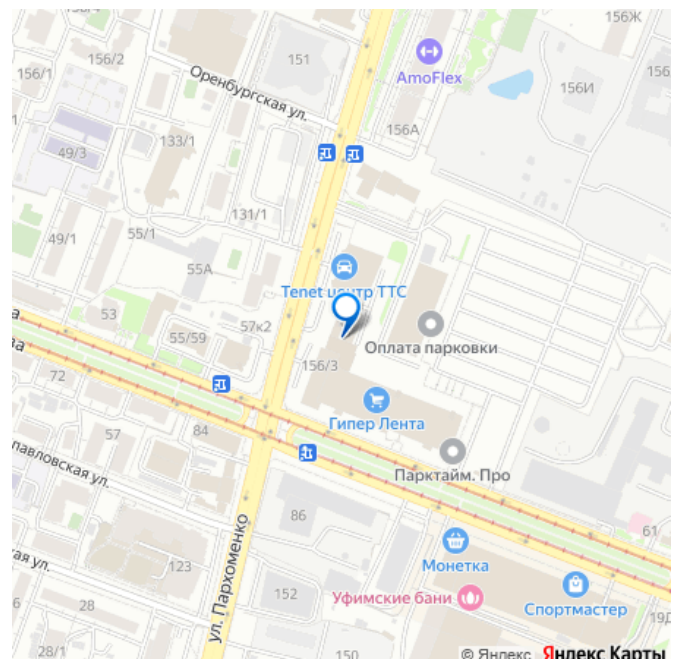 156/4
156/2
151
156Ж
AmoFlex
156/1
Оренбургская ул.
156И
156А
133/1
49/3
131/1
49/1
55/1
55А
Tenet центр ТТС
53
55/59
57к2
Оплата парковки
156/3
72
Гипер Лента
57
84
павловская ул.
Парктайм. Про
86
61
Монетка
ул. Пархоменко
123
ая ул.
152
Уфимские бани
Спортмастер
28
28/1
150
© Яндекс Яндекс Карты